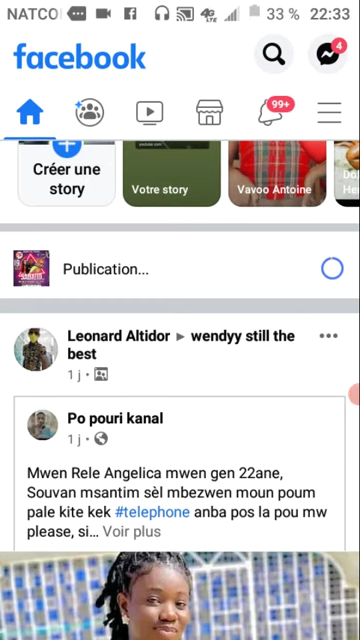 NATCO 4G 33 % 22:33
facebook
4
99+
Créer une
story
Votre story
Vavoo Antoine
Publication...
Leonard Altidor ▸ wendyy still the
best
1 j
Po pouri kanal
1 j
Mwen Rele Angelica mwen gen 22ane,
Souvan msantim sèl mbezwen moun poum
pale kite kek #telephone anba pos la pou mw
please, si... Voir plus